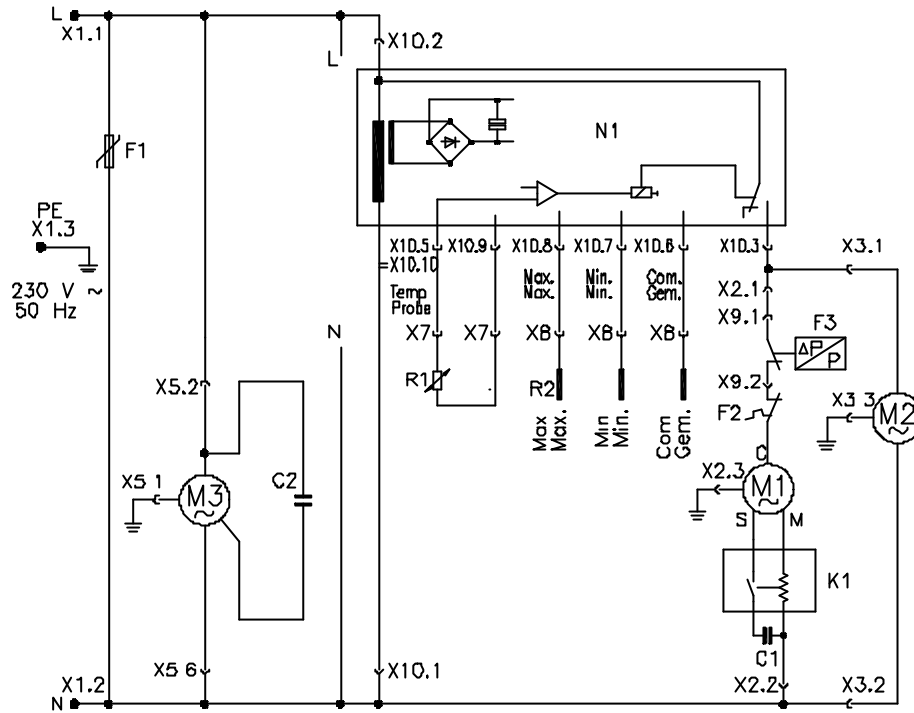 L
X1.1
L
X10.2
N1
F1
PE
X1.3
230 V ~
50 Hz
X10.5
X10.9
X10.8
X10.7
X10.6
X10.3
X3.1
=X10.10
Temp
Probe
Max.
Max.
Min.
Min.
Com.
Gem.
X2.1
X9.1
F3
ΔP
P
N
X7
X7
X8
X8
X8
R1
R2
X9.2
F2
X3 3
M2
~
X5.2
Max
Max.
Min
Min.
Com
Gem.
C
X2.3
M1
~
S
M
X5 1
M3
~
C2
K1
C1
X5 6
X10.1
X1.2
N
X2.2
X3.2